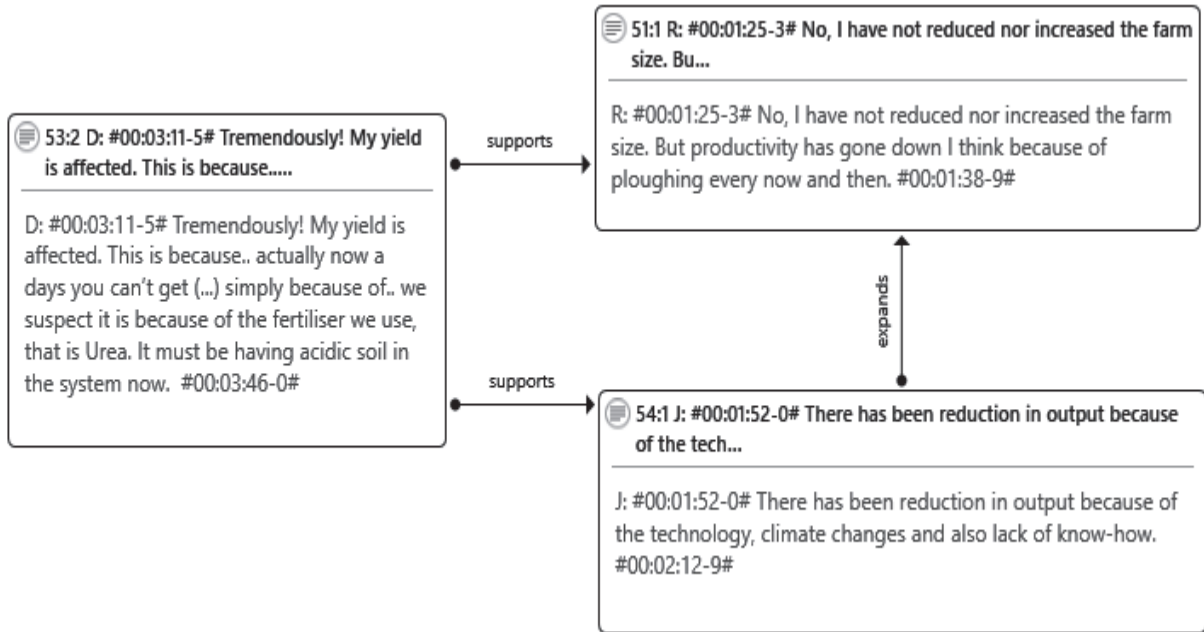 51:1 R: #00:01:25-3# No, I have not reduced nor increased the farm
size. Bu...
R: #00:01:25-3# No, I have not reduced nor increased the farm
size. But productivity has gone down I think because of
ploughing every now and then. #00:01:38-9#
53:2 D: #00:03:11-5# Tremendously! My yield
is affected. This is because.....
D: #00:03:11-5# Tremendously! My yield is
affected. This is because.. actually now a
days you can't get (...) simply because of.. we
suspect it is because of the fertiliser we use,
that is Urea. It must be having acidic soil in
the system now. #00:03:46-0#
supports
supports
expands
54:1 J: #00:01:52-0# There has been reduction in output because
of the tech...
J: #00:01:52-0# There has been reduction in output because of
the technology, climate changes and also lack of know-how.
#00:02:12-9#